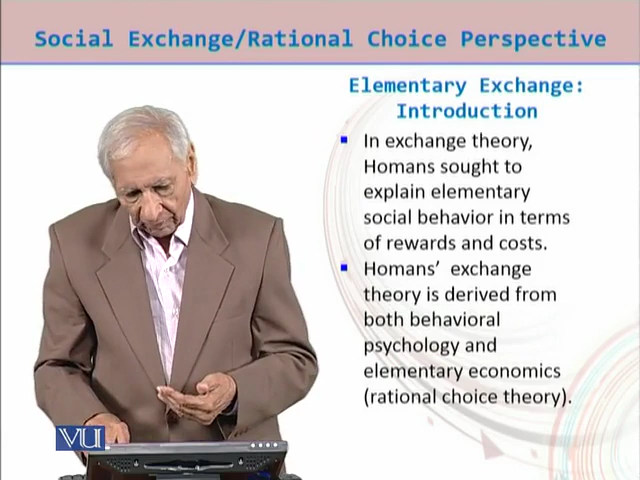 Social Exchange/Rational Choice Perspective
Elementary Exchange:
Introduction
In exchange theory,
Homans sought to
explain elementary
social behavior in terms
of rewards and costs.
Homans’ exchange
theory is derived from
both behavioral
psychology and
elementary economics
(rational choice theory).
VU